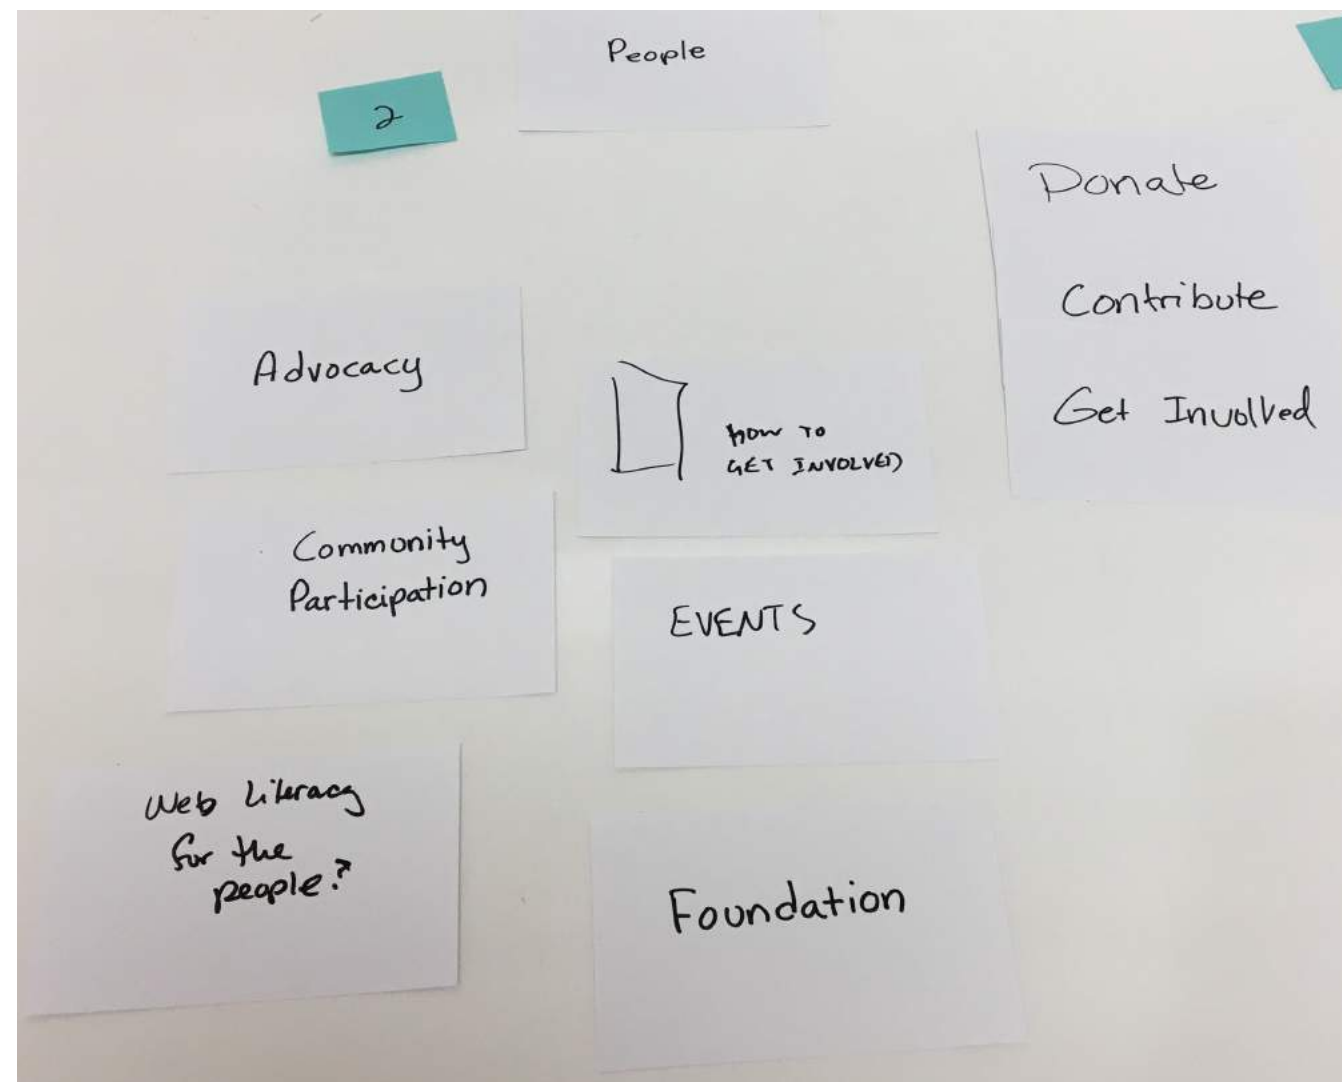 People
2
Donate
Contribute
Get Involved
Advocacy
HOW TO
GET INVOLVED
Community
Participation
EVENTS
Web Literacy
for the
people?
Foundation